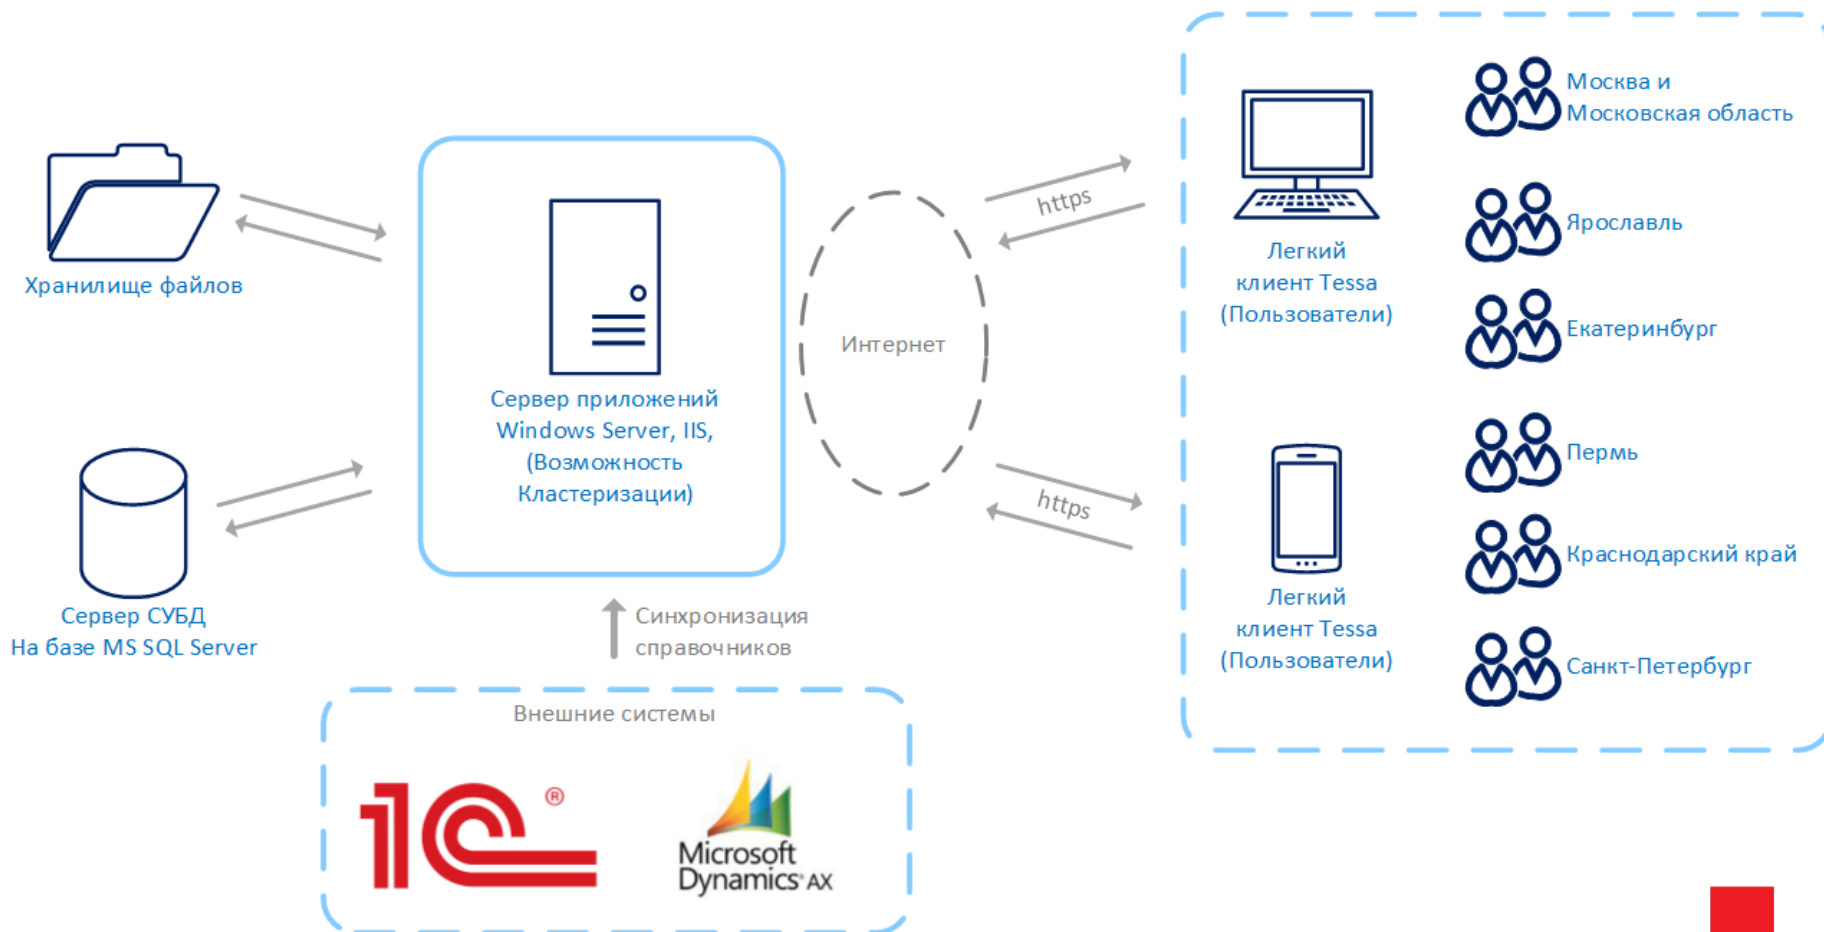 Хранилище файлов
Сервер СУБД
На базе MS SQL Server
Сервер приложений
Windows Server, IIS,
(Возможность
Кластеризации)
Синхронизация
справочников
Внешние системы
1С®
Microsoft
Dynamics AX
Интернет
https
https
Легкий
клиент Tessa
(Пользователи)
Легкий
клиент Tessa
(Пользователи)
Москва и
Московская область
Ярославль
Екатеринбург
Пермь
Краснодарский край
Санкт-Петербург